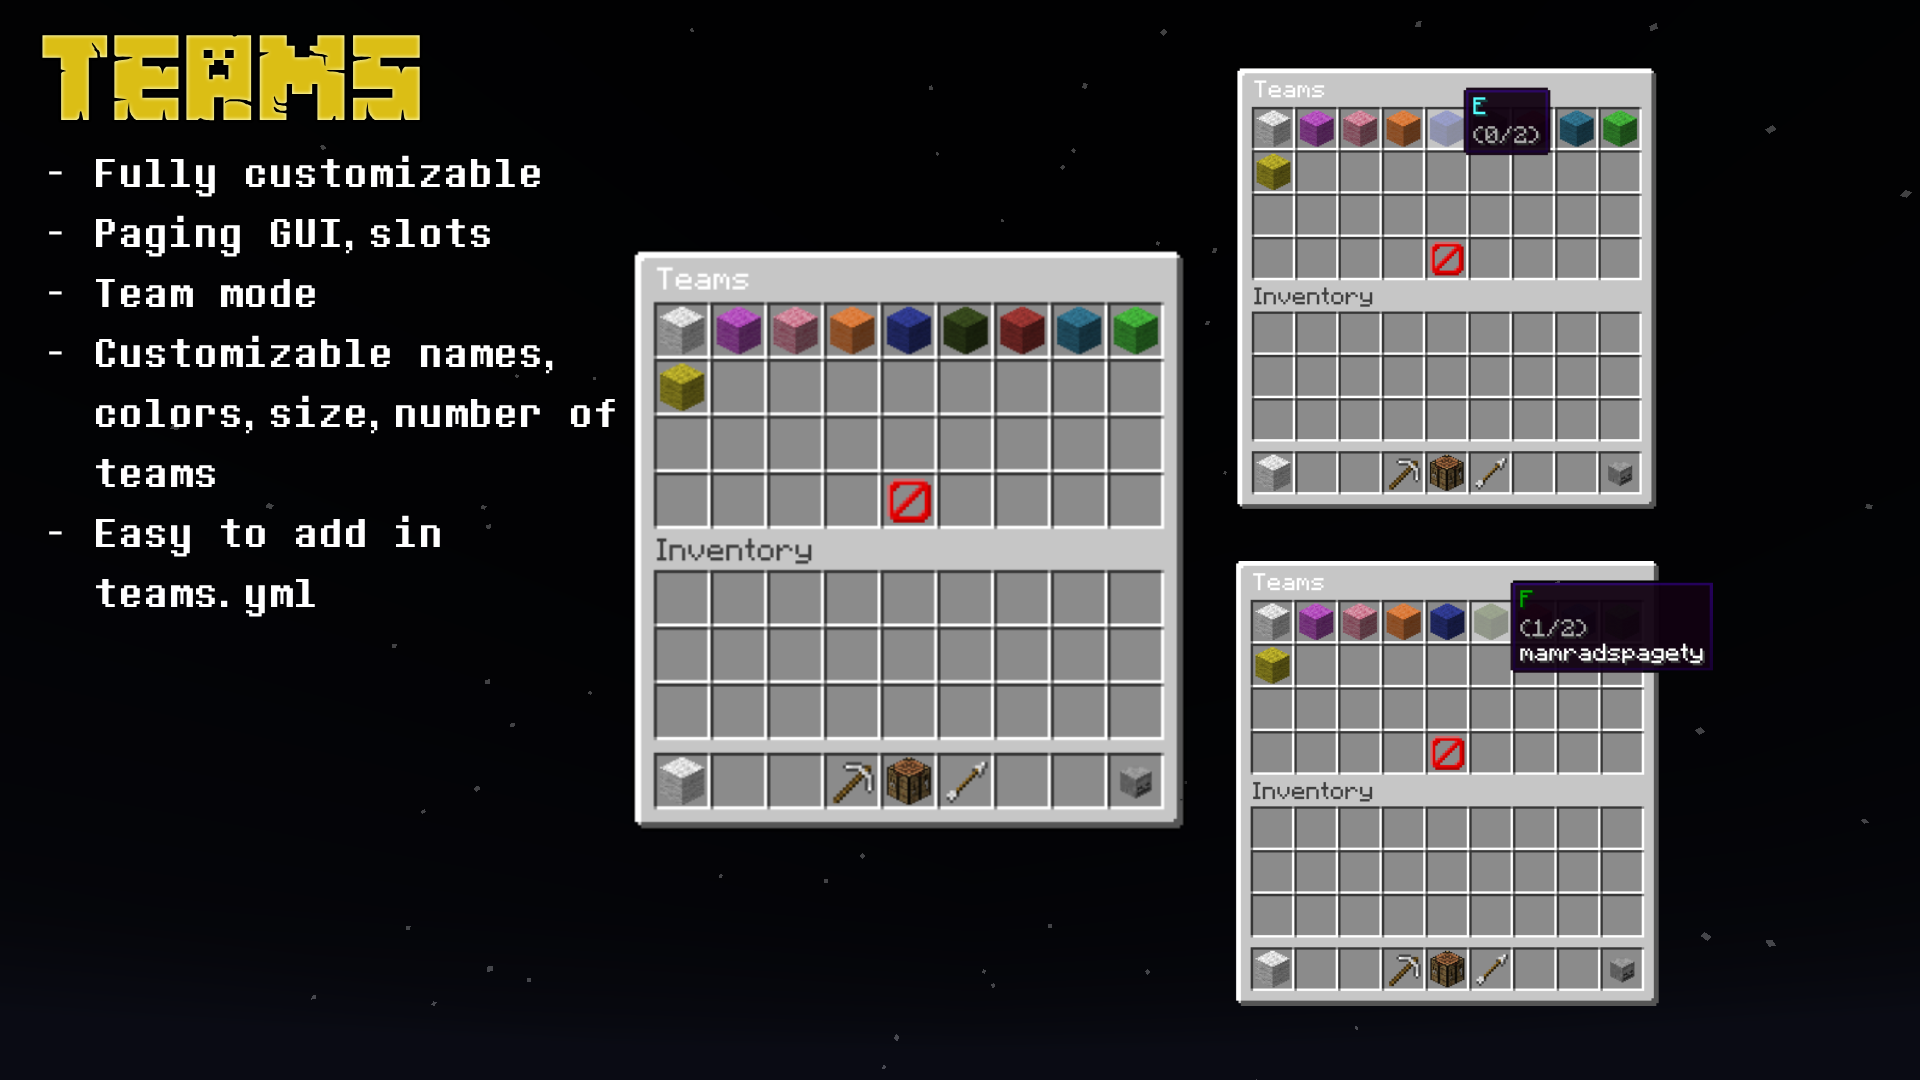 TEAMS
- Fully customizable
- Paging GUI, slots
- Team mode
- Customizable names,
colors, size, number of
teams
- Easy to add in
teams.yml
Teams
Inventory
Teams
E
(0/2)
Inventory
Teams
F
(1/2)
mamradspagety
Inventory